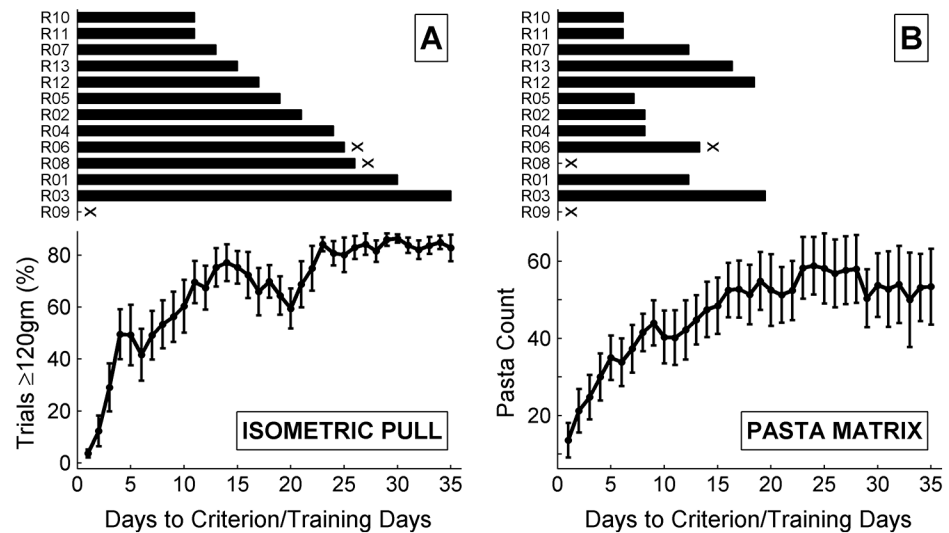 R10
R11
R07
R13
R12
R05
R02
R04
R06 x
R08 x
R01
R03
R09 x
A
Trials ≥120gm (%)
80
60
40
20
0
ISOMETRIC PULL
0 5 10 15 20 25 30 35
Days to Criterion/Training Days
R10
R11
R07
R13
R12
R05
R02
R04
R06 x
R08 x
R01
R03
R09 x
B
Pasta Count
60
40
20
PASTA MATRIX
0 5 10 15 20 25 30 35
Days to Criterion/Training Days